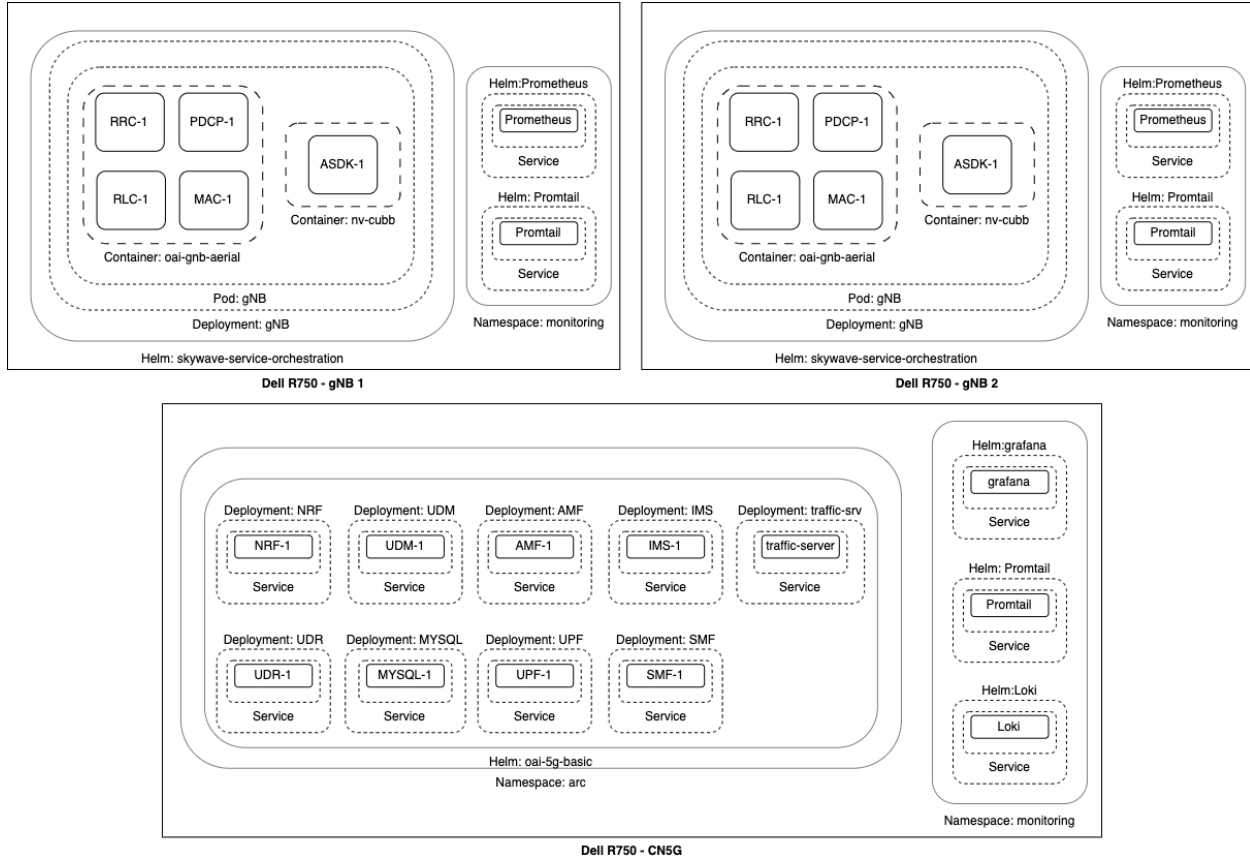 RRC-1
PDCP-1
RLC-1
MAC-1
Container: oai-gnb-aerial
ASDK-1
Container: nv-cubb
Pod: gNB
Deployment: gNB
Helm: skywave-service-orchestration
Helm:Prometheus
Prometheus
Service
Helm: Promtail
Promtail
Service
Namespace: monitoring
Dell R750 - gNB 1
RRC-1
PDCP-1
RLC-1
MAC-1
Container: oai-gnb-aerial
ASDK-1
Container: nv-cubb
Pod: gNB
Deployment: gNB
Helm: skywave-service-orchestration
Helm:Prometheus
Prometheus
Service
Helm: Promtail
Promtail
Service
Namespace: monitoring
Dell R750 - gNB 2
Deployment: NRF
NRF-1
Service
Deployment: UDM
UDM-1
Service
Deployment: AMF
AMF-1
Service
Deployment: IMS
IMS-1
Service
Deployment: traffic-srv
traffic-server
Service
Deployment: UDR
UDR-1
Service
Deployment: MYSQL
MYSQL-1
Service
Deployment: UPF
UPF-1
Service
Deployment: SMF
SMF-1
Service
Helm: oai-5g-basic
Namespace: arc
Helm:grafana
grafana
Service
Helm: Promtail
Promtail
Service
Helm:Loki
Loki
Service
Namespace: monitoring
Dell R750 - CN5G